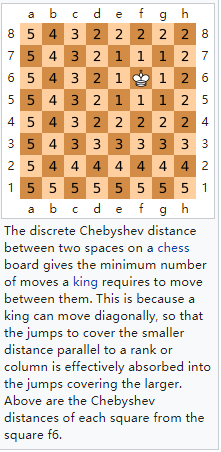 a b c d e f g h
8 5 4 3 2 2 2 2 2 8
7 5 4 3 2 1 1 1 2 7
6 5 4 3 2 1 1 2 6
5 5 4 3 2 1 1 1 2 5
4 5 4 3 2 2 2 2 2 4
3 5 4 3 3 3 3 3 3 3
2 5 4 4 4 4 4 4 4 2
1 5 5 5 5 5 5 5 5 1
a b c d e f g h
The discrete Chebyshev distance
between two spaces on a chess
board gives the minimum number
of moves a king requires to move
between them. This is because a
king can move diagonally, so that
the jumps to cover the smaller
distance parallel to a rank or
column is effectively absorbed into
the jumps covering the larger.
Above are the Chebyshev
distances of each square from the
square f6.